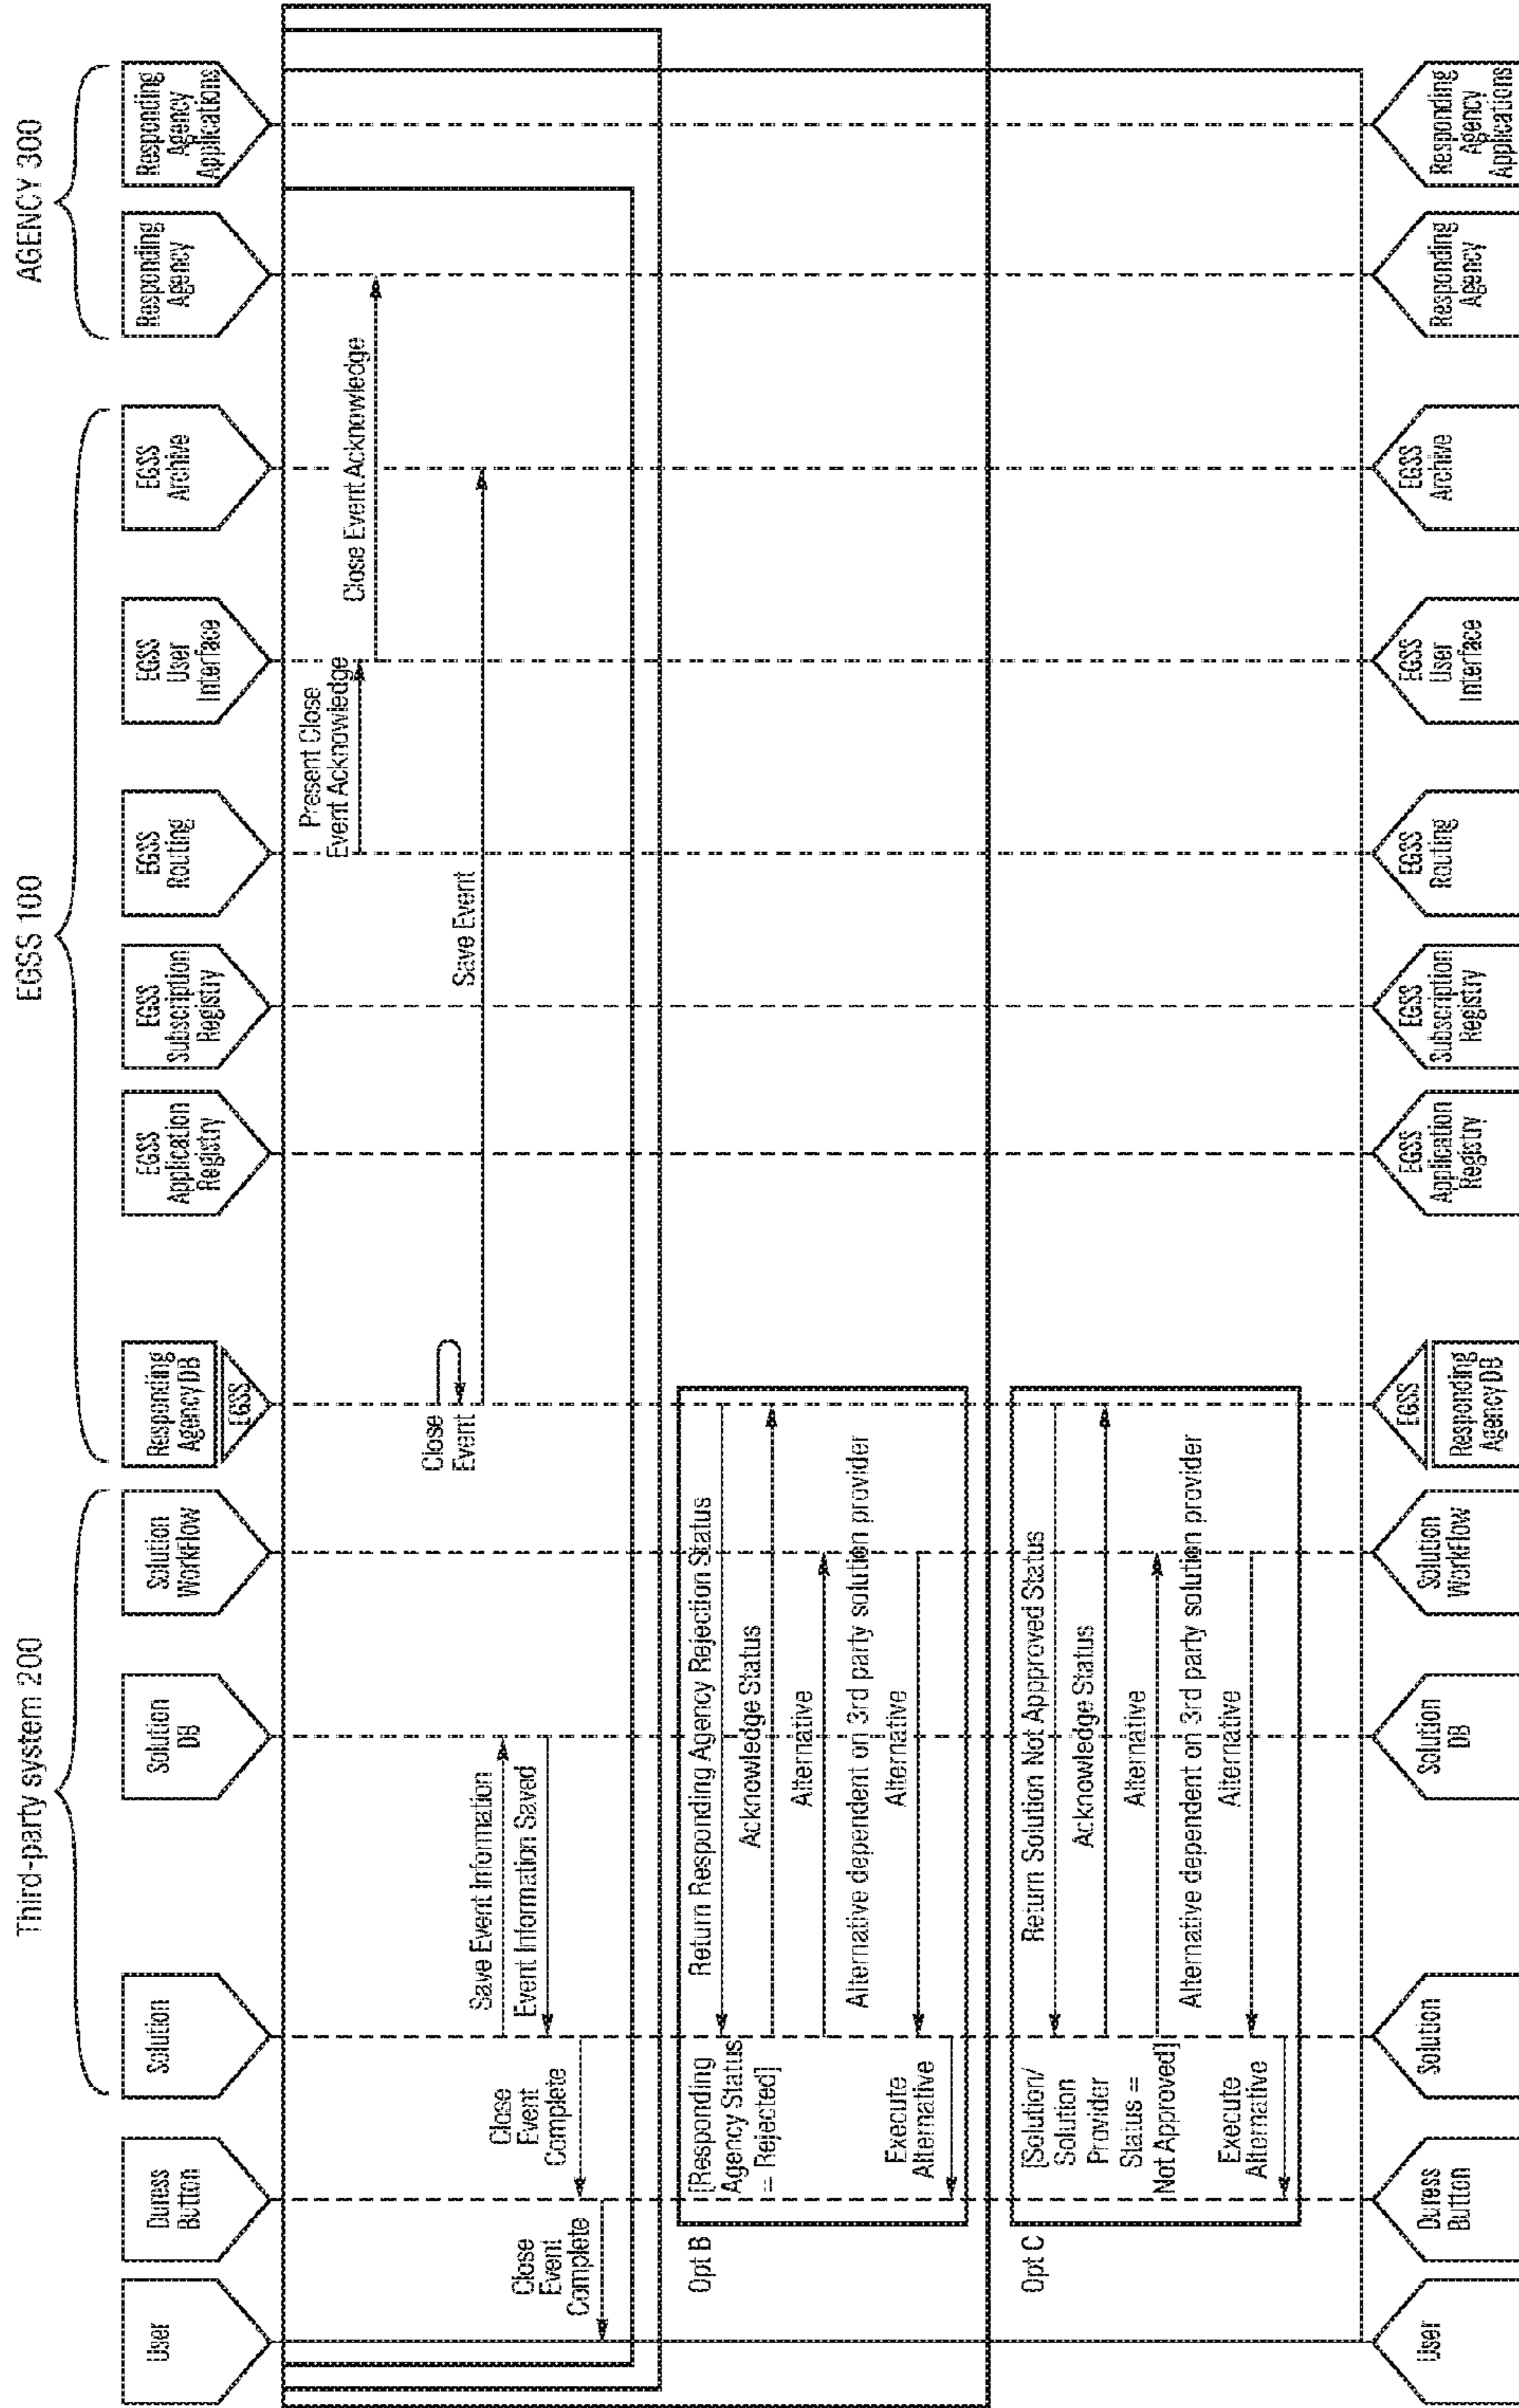 Third-party system 200
EGSS 100
AGENCY 300
User
Duress
Button
Solution
Solution
DB
Solution
WorkFlow
Responding
Agency DB
EGSS
EGSS
Application
Registry
EGSS
Subscription
Registry
EGSS
Routing
EGSS
User
Interface
EGSS
Archive
Responding
Agency
Responding
Agency
Applications
Present Close
Event Acknowledge
Close Event Acknowledge
Close
Event
Save Event
Save Event Information
Event Information Saved
Close
Event
Complete
Close
Event
Complete
Opt B
[Responding
Agency Status
= Rejected]
Return Responding Agency Rejection Status
Acknowledge Status
Alternative
Alternative dependent on 3rd party solution provider
Alternative
Execute
Alternative
Opt C
[Solution/
Solution
Provider
Status =
Not Approved]
Return Solution Not Appproved Status
Acknowledge Status
Alternative
Alternative dependent on 3rd party solution provider
Alternative
Execute
Alternative
User
Duress
Button
Solution
Solution
DB
Solution
WorkFlow
EGSS
Responding
Agency DB
EGSS
Application
Registry
EGSS
Subscription
Registry
EGSS
Routing
EGSS
User
Interface
EGSS
Archive
Responding
Agency
Responding
Agency
Applications